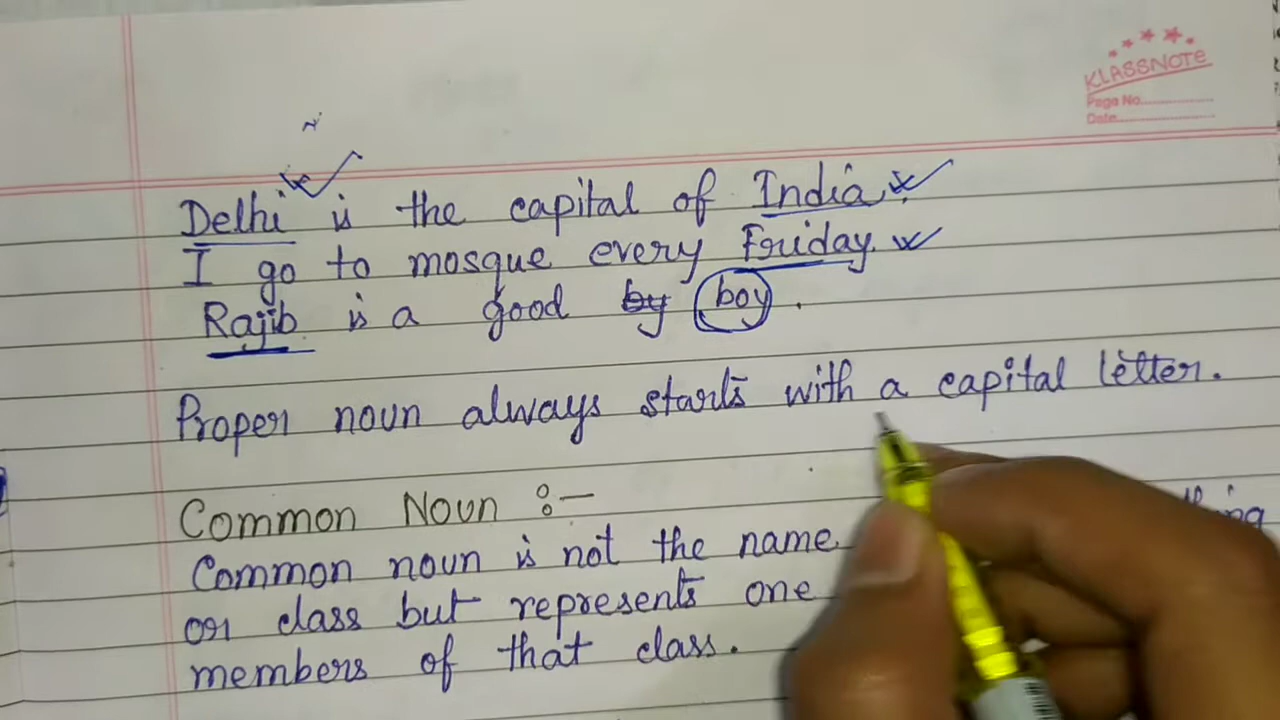 KLASSNOTE
Page No.
Date
Delhi is the capital of India.
I go to mosque every Friday.
Rajib is a good by boy.
Proper noun always starts with a capital letter.
Common Noun :-
Common noun is not the name
or class but represents one
members of that class.